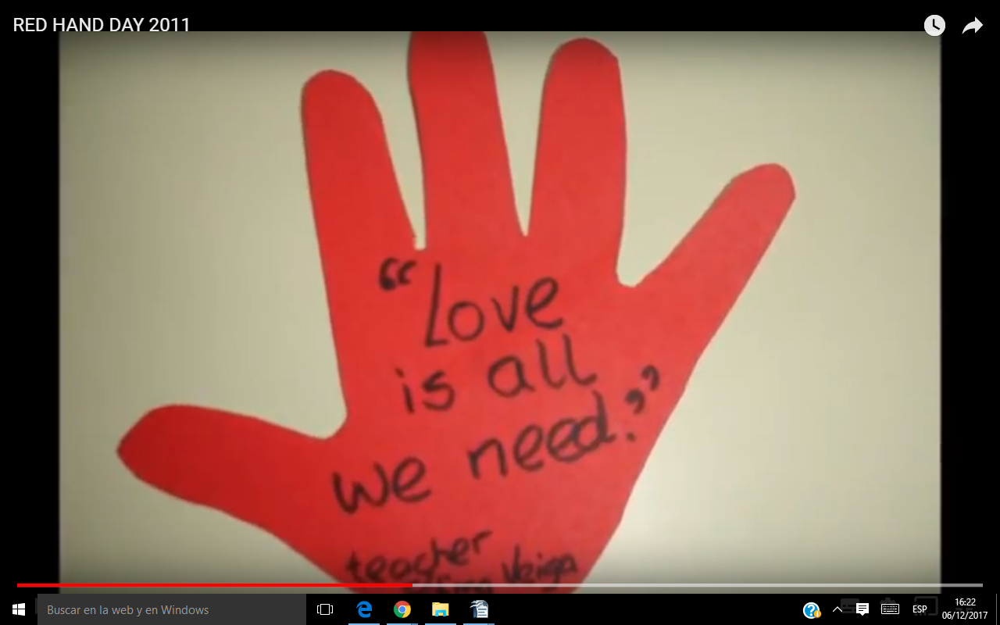 RED HAND DAY 2011
“Love
is all
we need.”
teacher
Veiga
Buscar en la web y en Windows
ESP
16:22
06/12/2017